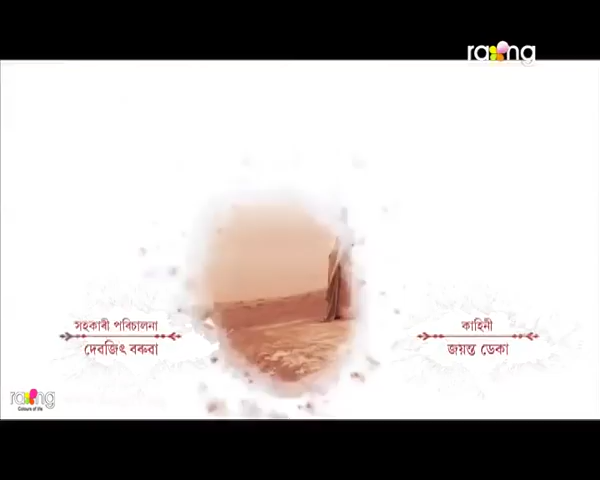 rang
সহকাৰী পৰিচালনা
দেবজিৎ বৰুৱা
কাহিনী
জয়ন্ত ডেকা
rang
Colours of life